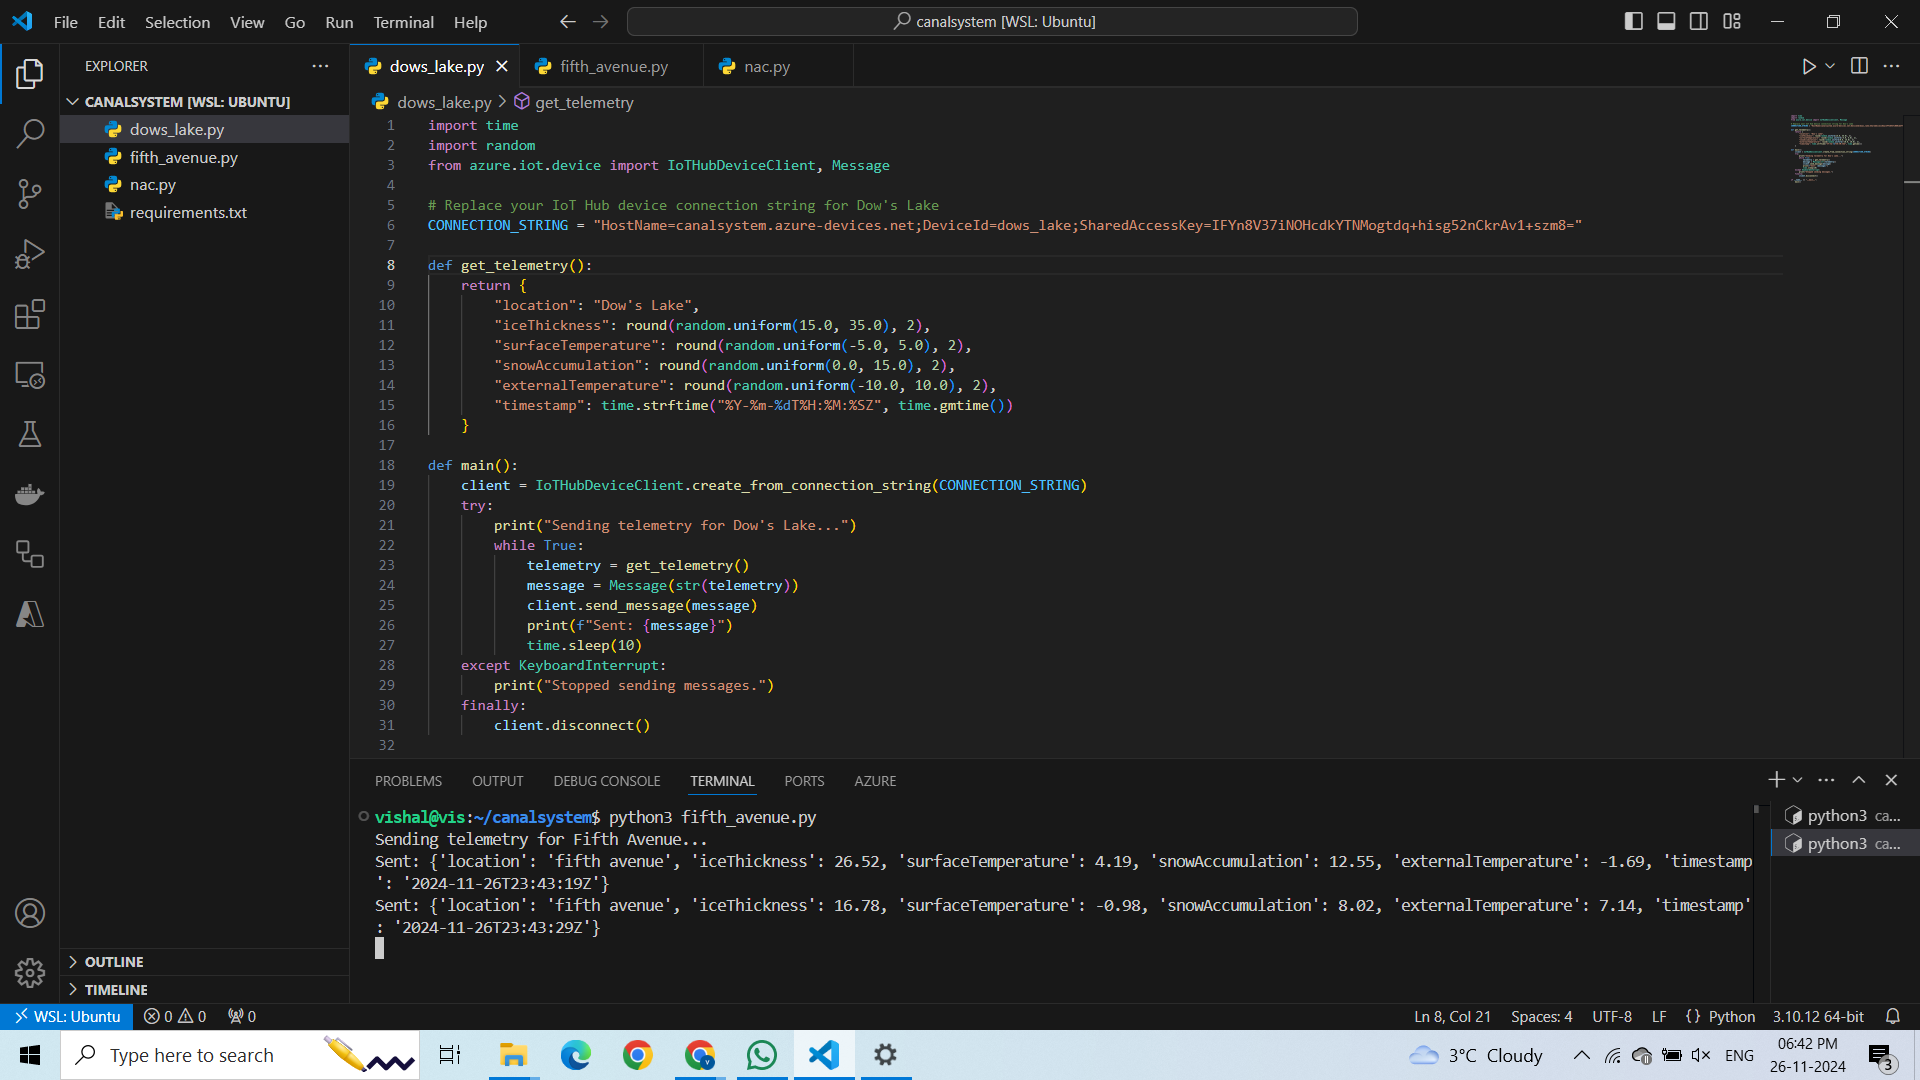 File Edit Selection View Go Run Terminal Help
canalsystem [WSL: Ubuntu]
EXPLORER
CANALSYSTEM [WSL: UBUNTU]
dows_lake.py
fifth_avenue.py
nac.py
requirements.txt
OUTLINE
TIMELINE
dows_lake.py fifth_avenue.py nac.py
dows_lake.py > get_telemetry
1 import time
2 import random
3 from azure.iot.device import IoTHubDeviceClient, Message
4
5 # Replace your IoT Hub device connection string for Dow's Lake
6 CONNECTION_STRING = "HostName=canalsystem.azure-devices.net;DeviceId=dows_lake;SharedAccessKey=IFYn8V37iNOHcdkYTNMogtdq+hisg52nCkrAv1+szm8="
7
8 def get_telemetry():
9 return {
10 "location": "Dow's Lake",
11 "iceThickness": round(random.uniform(15.0, 35.0), 2),
12 "surfaceTemperature": round(random.uniform(-5.0, 5.0), 2),
13 "snowAccumulation": round(random.uniform(0.0, 15.0), 2),
14 "externalTemperature": round(random.uniform(-10.0, 10.0), 2),
15 "timestamp": time.strftime("%Y-%m-%dT%H:%M:%SZ", time.gmtime())
16 }
17
18 def main():
19 client = IoTHubDeviceClient.create_from_connection_string(CONNECTION_STRING)
20 try:
21 print("Sending telemetry for Dow's Lake...")
22 while True:
23 telemetry = get_telemetry()
24 message = Message(str(telemetry))
25 client.send_message(message)
26 print(f"Sent: {message}")
27 time.sleep(10)
28 except KeyboardInterrupt:
29 print("Stopped sending messages.")
30 finally:
31 client.disconnect()
32
PROBLEMS OUTPUT DEBUG CONSOLE TERMINAL PORTS AZURE
vishal@vis:~/canalsystem$ python3 fifth_avenue.py
Sending telemetry for Fifth Avenue...
Sent: {'location': 'fifth avenue', 'iceThickness': 26.52, 'surfaceTemperature': 4.19, 'snowAccumulation': 12.55, 'externalTemperature': -1.69, 'timestamp
': '2024-11-26T23:43:19Z'}
Sent: {'location': 'fifth avenue', 'iceThickness': 16.78, 'surfaceTemperature': -0.98, 'snowAccumulation': 8.02, 'externalTemperature': 7.14, 'timestamp'
: '2024-11-26T23:43:29Z'}
python3 ca...
python3 ca...
WSL: Ubuntu 0 0 0 Ln 8, Col 21 Spaces: 4 UTF-8 LF {} Python 3.10.12 64-bit
Type here to search
3°C Cloudy ENG
06:42 PM
26-11-2024
3